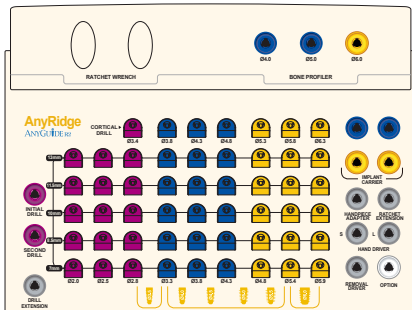 Ø4.0 Ø5.0 Ø6.0
RATCHET WRENCH BONE PROFILER
AnyRidge
ANYGUIDE R2
CORTICAL DRILL
Ø3.4 Ø3.8 Ø4.3 Ø4.8 Ø5.3 Ø5.8 Ø6.3
13mm
IMPLANT CARRIER
11.5mm
INITIAL DRILL
10mm
HANDPIECE ADAPTER RATCHET EXTENSION
S L
HAND DRIVER
SECOND DRILL
8.5mm
7mm
Ø2.0 Ø2.5 Ø2.8 Ø3.3 Ø3.8 Ø4.3 Ø4.8 Ø5.4 Ø5.9
REMOVAL DRIVER OPTION
DRILL EXTENSION